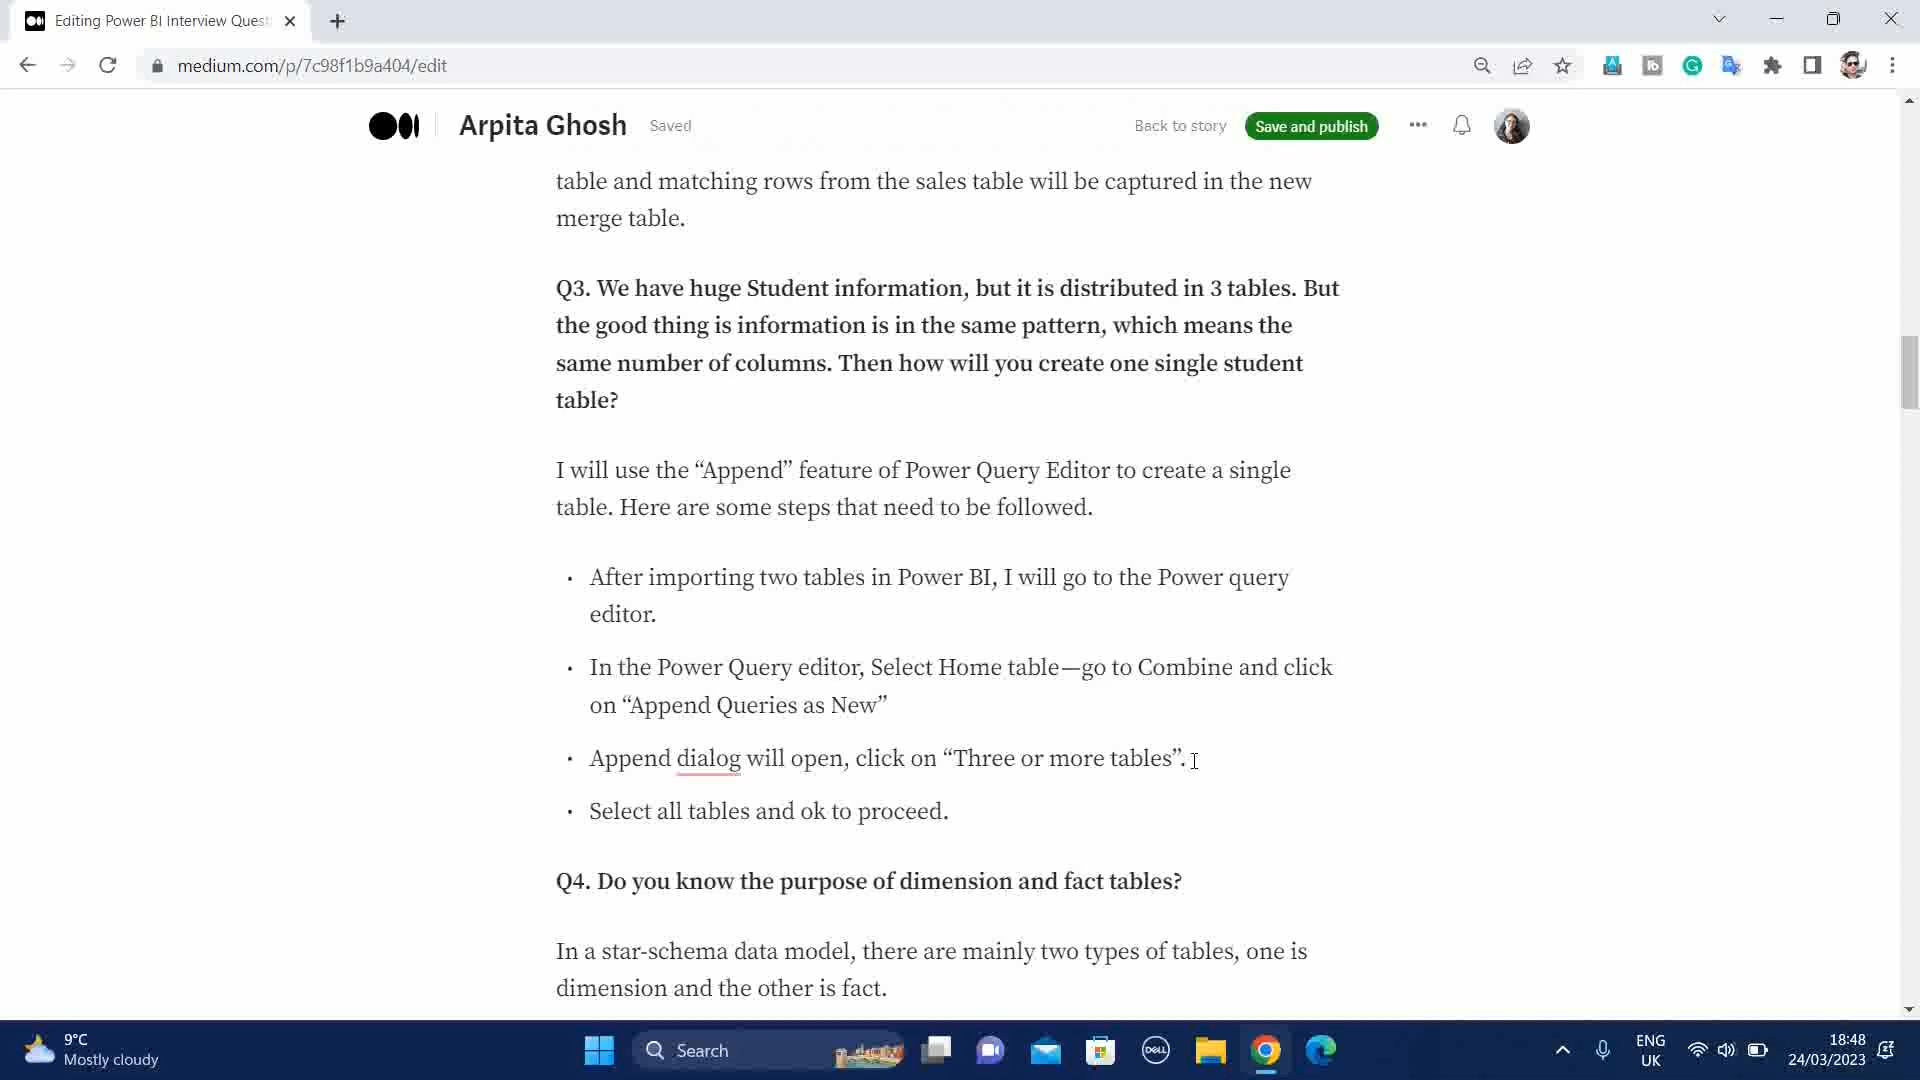 Editing Power BI Interview Quest
medium.com/p/7c98f1b9a404/edit
Arpita Ghosh
Saved
Back to story
Save and publish
table and matching rows from the sales table will be captured in the new
merge table.
Q3. We have huge Student information, but it is distributed in 3 tables. But
the good thing is information is in the same pattern, which means the
same number of columns. Then how will you create one single student
table?
I will use the “Append” feature of Power Query Editor to create a single
table. Here are some steps that need to be followed.
• After importing two tables in Power BI, I will go to the Power query
editor.
• In the Power Query editor, Select Home table—go to Combine and click
on “Append Queries as New”
• Append dialog will open, click on “Three or more tables”.
• Select all tables and ok to proceed.
Q4. Do you know the purpose of dimension and fact tables?
In a star-schema data model, there are mainly two types of tables, one is
dimension and the other is fact.
9°C
Mostly cloudy
Search
DELL
ENG
UK
18:48
24/03/2023